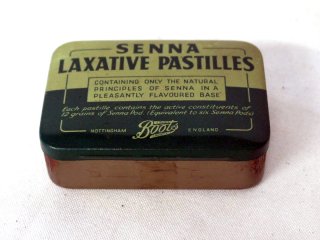 SENNA
LAXATIVE PASTILLES
CONTAINING ONLY THE NATURAL
PRINCIPLES OF SENNA IN A
PLEASANTLY FLAVOURED BASE
Each pastille contains the active constituents of
12 grains of Senna Pod. (Equivalent to six Senna Pods)
NOTTINGHAM Boots ENGLAND